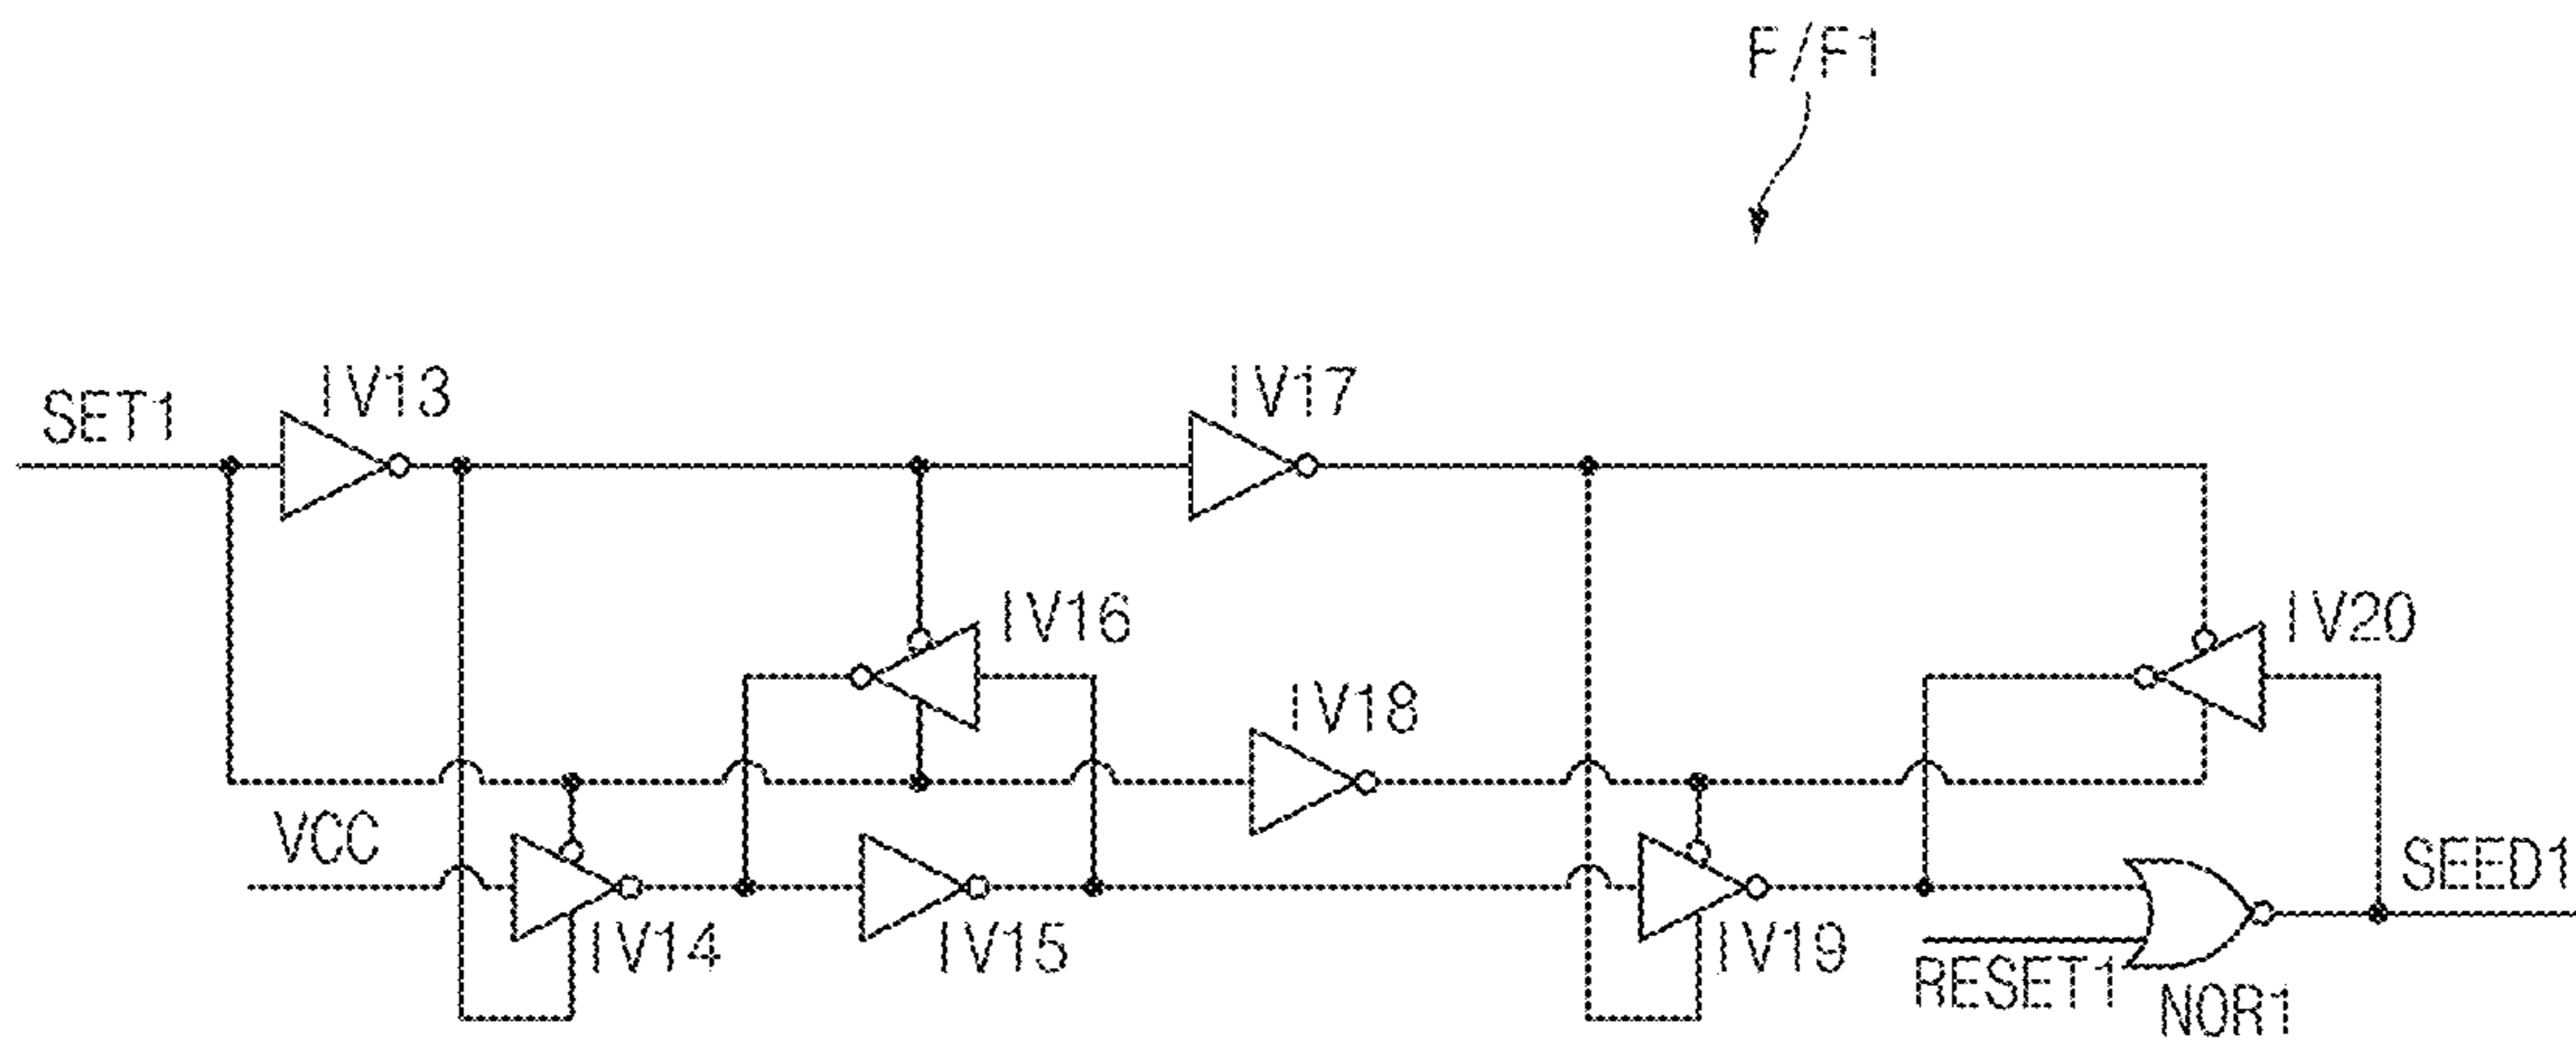 F/F1
IV13
IV17
SET1
IV16
IV20
IV18
VCC
SEED1
IV14
IV15
IV19
RESET1
NOR1